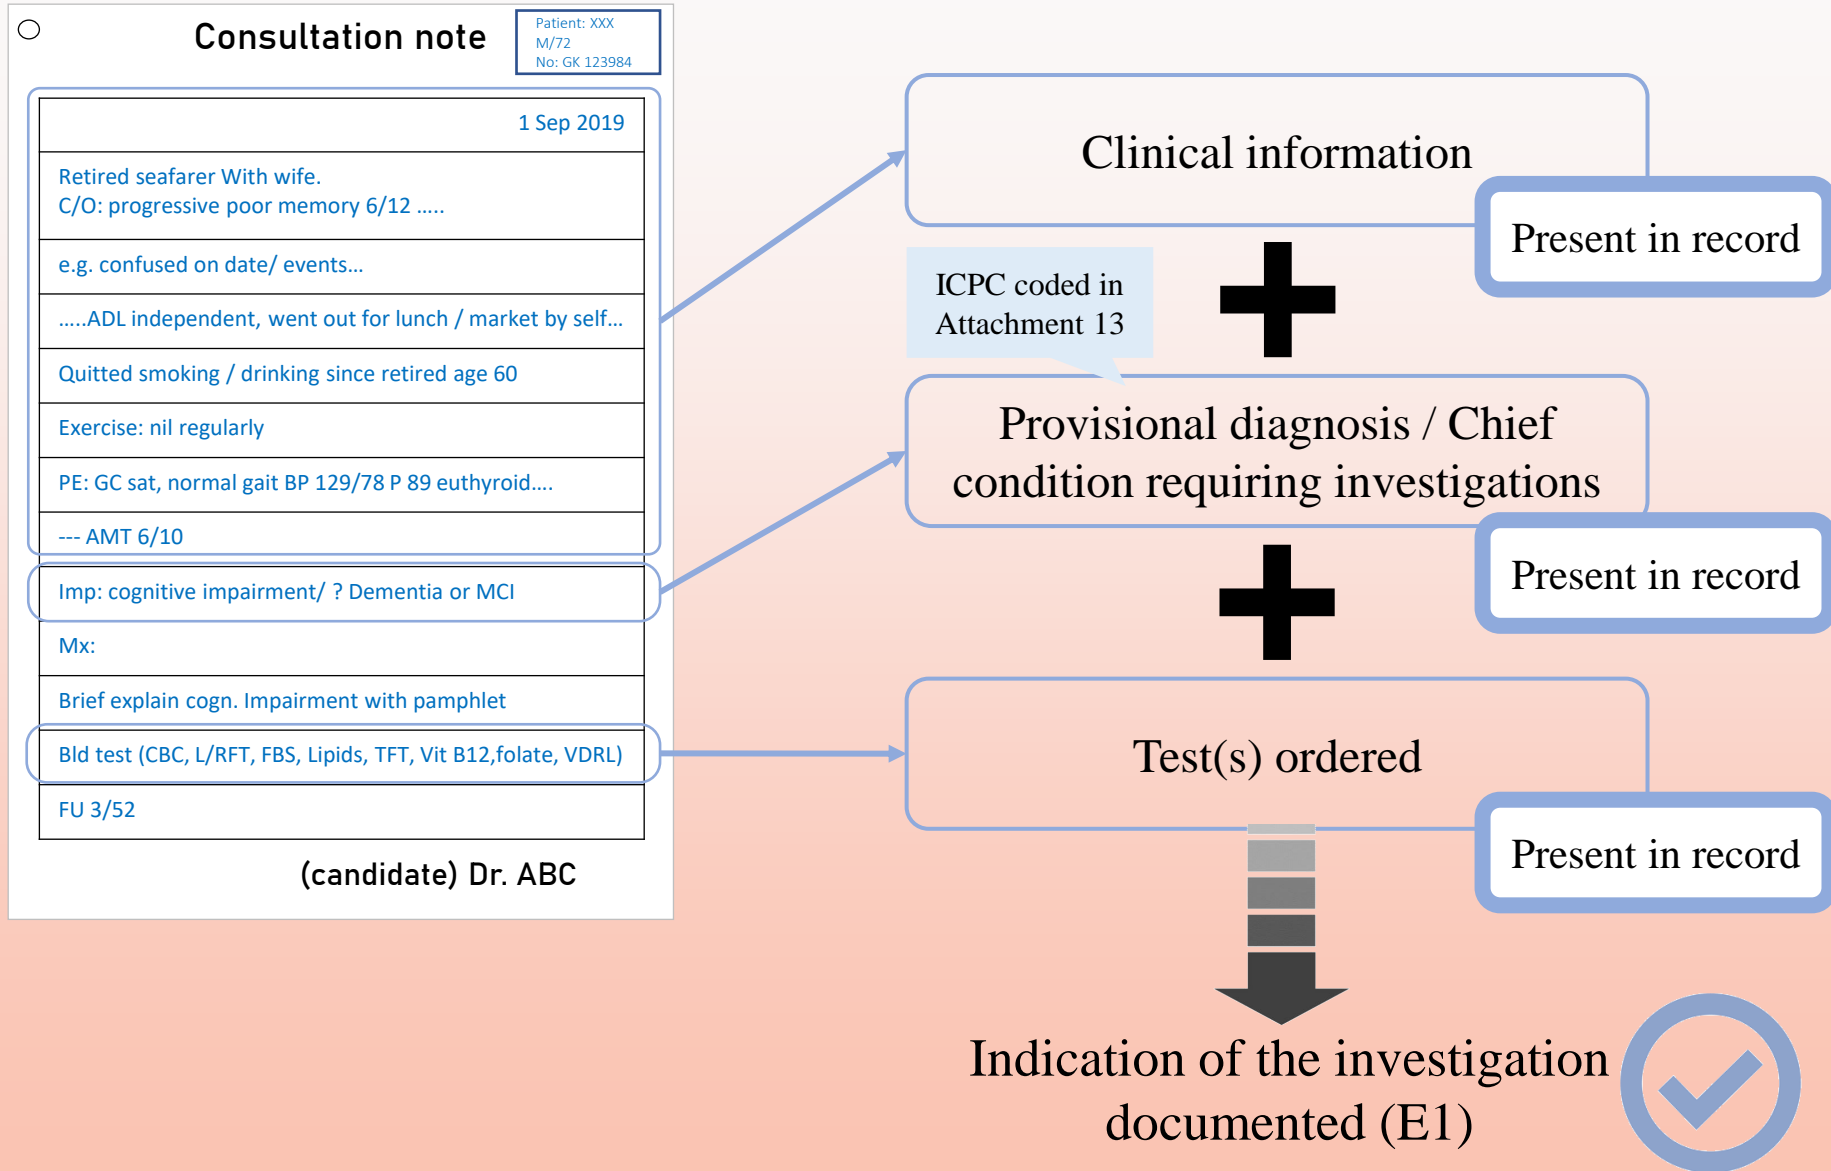 Consultation note
Patient: XXX
M/72
No: GK 123984
1 Sep 2019
Retired seafarer With wife.
C/O: progressive poor memory 6/12 .....
e.g. confused on date/ events...
.....ADL independent, went out for lunch / market by self...
Quitted smoking / drinking since retired age 60
Exercise: nil regularly
PE: GC sat, normal gait BP 129/78 P 89 euthyroid....
--- AMT 6/10
Imp: cognitive impairment/ ? Dementia or MCI
Mx:
Brief explain cogn. Impairment with pamphlet
Bld test (CBC, L/RFT, FBS, Lipids, TFT, Vit B12,folate, VDRL)
FU 3/52
(candidate) Dr. ABC
Clinical information
Present in record
ICPC coded in
Attachment 13
Provisional diagnosis / Chief
condition requiring investigations
Present in record
Test(s) ordered
Present in record
Indication of the investigation
documented (E1)